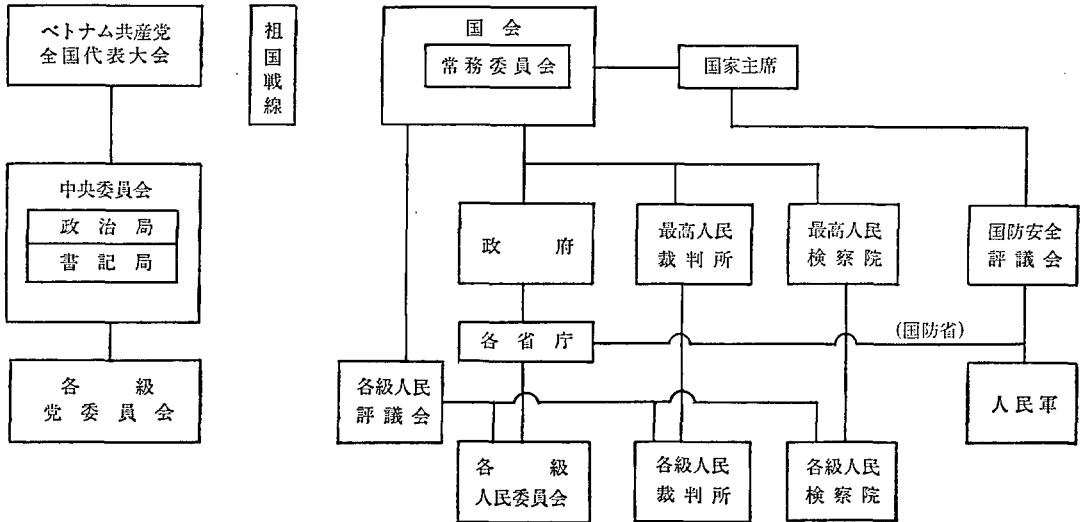 ベトナム共産党
全国代表大会
祖国戦線
国会
常務委員会
国家主席
中央委員会
政治局
書記局
政府
最高人民
裁判所
最高人民
検察院
国防安全
評議会
各省庁
(国防省)
各級
党委員会
各級人民
評議会
人民軍
各級
人民委員会
各級人民
裁判所
各級人民
検察院